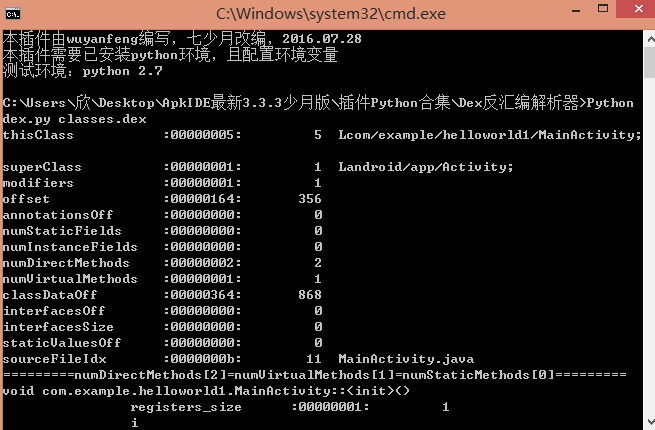 C:\Windows\system32\cmd.exe
本插件由wuyanfeng编写，七少月改编，2016.07.28
本插件需要已安装python环境，且配置环境变量
测试环境：python 2.7
C:\Users\欣\Desktop\ApkIDE最新3.3.3少月版\插件Python合集\Dex反汇编解析器>Python
dex.py classes.dex
thisClass :00000005: 5 Lcom/example/helloworld1/MainActivity;
superClass :00000001: 1 Landroid/app/Activity;
modifiers :00000001: 1
offset :00000164: 356
annotationsOff :00000000: 0
numStaticFields :00000000: 0
numInstanceFields :00000000: 0
numDirectMethods :00000002: 2
numVirtualMethods :00000001: 1
classDataOff :00000364: 868
interfacesOff :00000000: 0
interfacesSize :00000000: 0
staticValuesOff :00000000: 0
sourceFileIdx :0000000b: 11 MainActivity.java
=========numDirectMethods[2]=numVirtualMethods[1]=numStaticMethods[0]=========
void com.example.helloworld1.MainActivity::<init>()
registers_size :00000001: 1
i